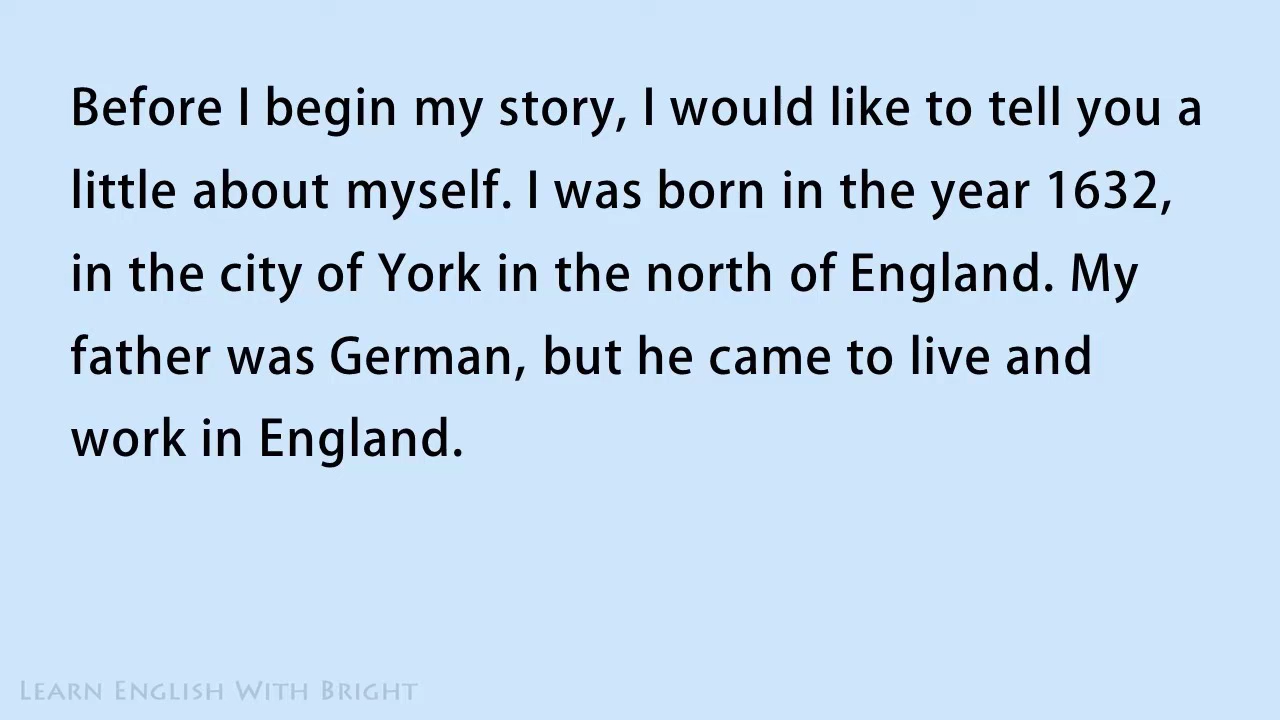 Before I begin my story, I would like to tell you a
little about myself. I was born in the year 1632,
in the city of York in the north of England. My
father was German, but he came to live and
work in England.
LEARN ENGLISH WITH BRIGHT